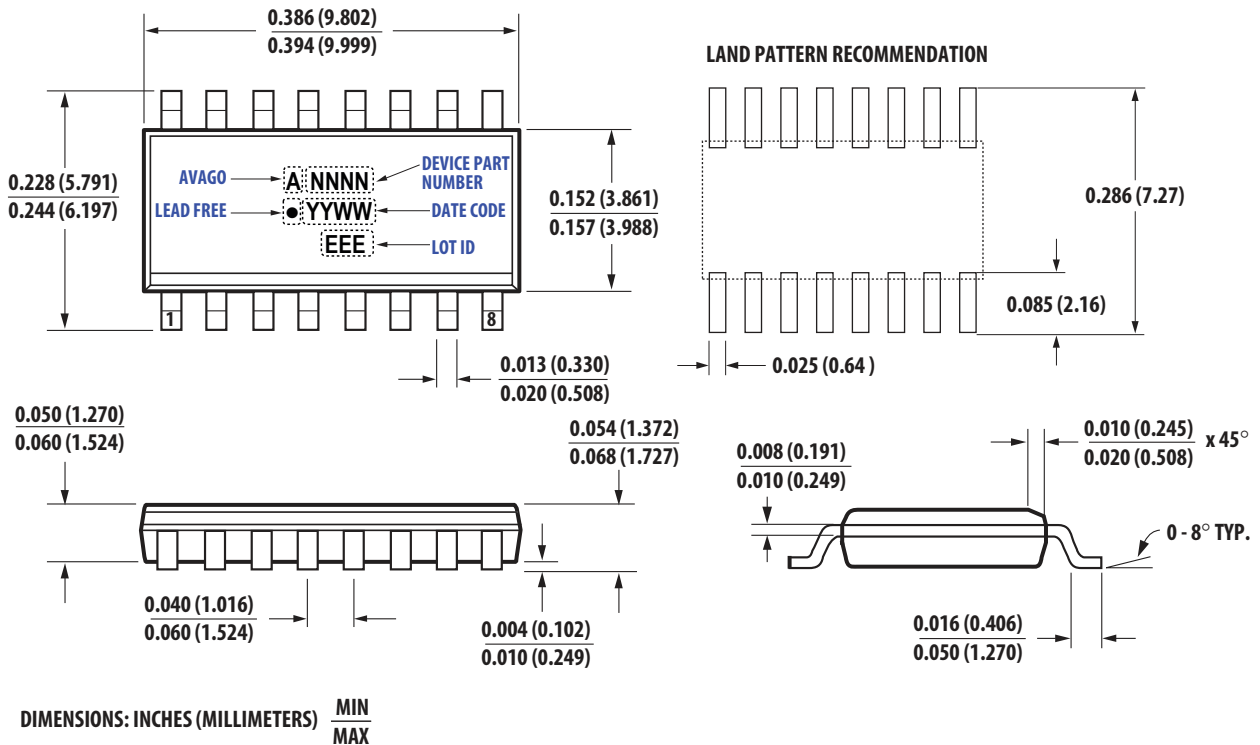 0.386 (9.802)
0.394 (9.999)
LAND PATTERN RECOMMENDATION
0.228 (5.791)
0.244 (6.197)
AVAGO
A NNNN
DEVICE PART
NUMBER
LEAD FREE
● YYWW
DATE CODE
EEE
LOT ID
0.152 (3.861)
0.157 (3.988)
0.286 (7.27)
0.085 (2.16)
1
8
0.013 (0.330)
0.020 (0.508)
0.025 (0.64 )
0.050 (1.270)
0.060 (1.524)
0.054 (1.372)
0.068 (1.727)
0.008 (0.191)
0.010 (0.249)
0.010 (0.245)
0.020 (0.508)
x 45°
0 - 8° TYP.
0.040 (1.016)
0.060 (1.524)
0.004 (0.102)
0.010 (0.249)
0.016 (0.406)
0.050 (1.270)
DIMENSIONS: INCHES (MILLIMETERS)
MIN
MAX